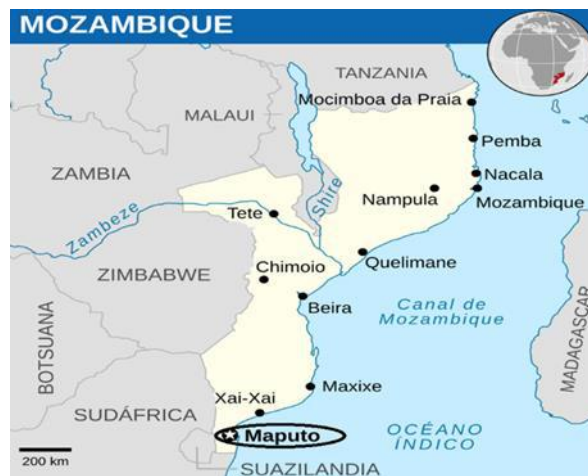 MOZAMBIQUE
TANZANIA
Mocimboa da Praia
MALAUI
Pemba
ZAMBIA
Nacala
Nampula
Mozambique
Shire
Tete
Zambeze
Quelimane
ZIMBABWE
Chimoio
Beira
Canal de
Mozambique
MADAGASCAR
BOTSUANA
Maxixe
Xai-Xai
SUDÁFRICA
Maputo
OCÉANO
ÍNDICO
200 km
SUAZILANDIA